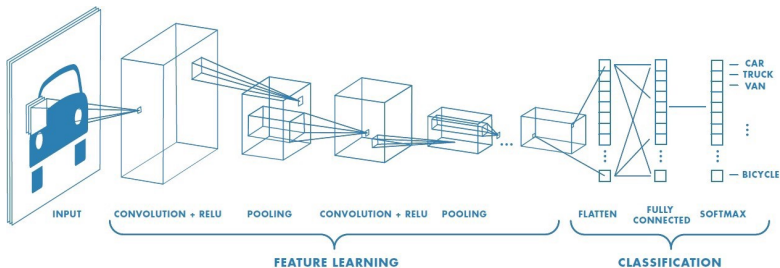 CAR
TRUCK
VAN
BICYCLE
INPUT
CONVOLUTION + RELU
POOLING
CONVOLUTION + RELU
POOLING
FLATTEN
FULLY
CONNECTED
SOFTMAX
FEATURE LEARNING
CLASSIFICATION